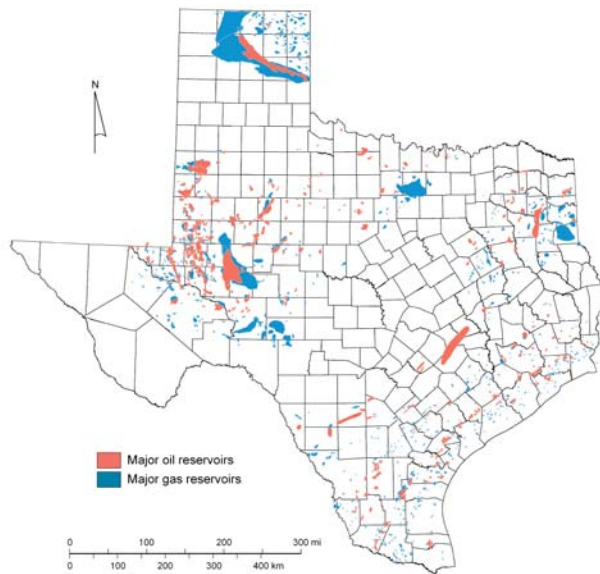 N
Major oil reservoirs
Major gas reservoirs
0 100 200 300 mi
0 100 200 300 400 km